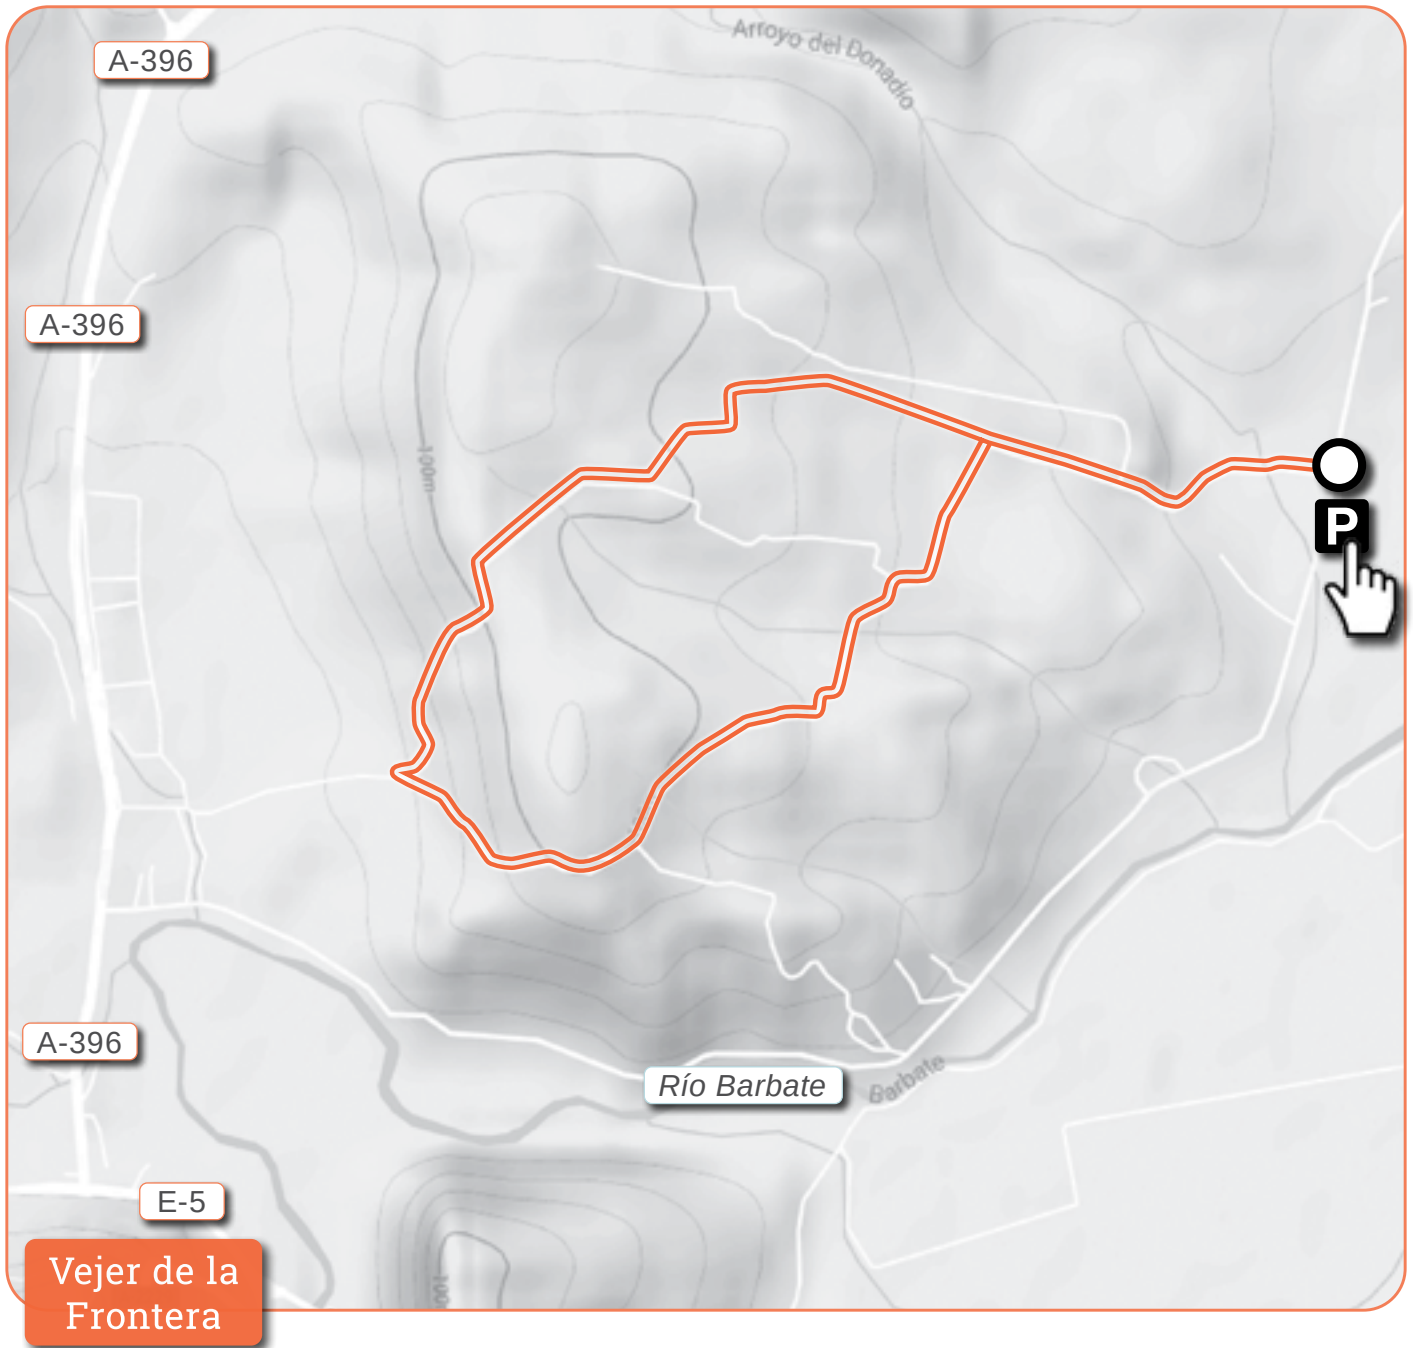 Arroyo del Donadío
A-396
A-396
100m
P
A-396
Río Barbate
Barbate
E-5
Vejer de la
Frontera